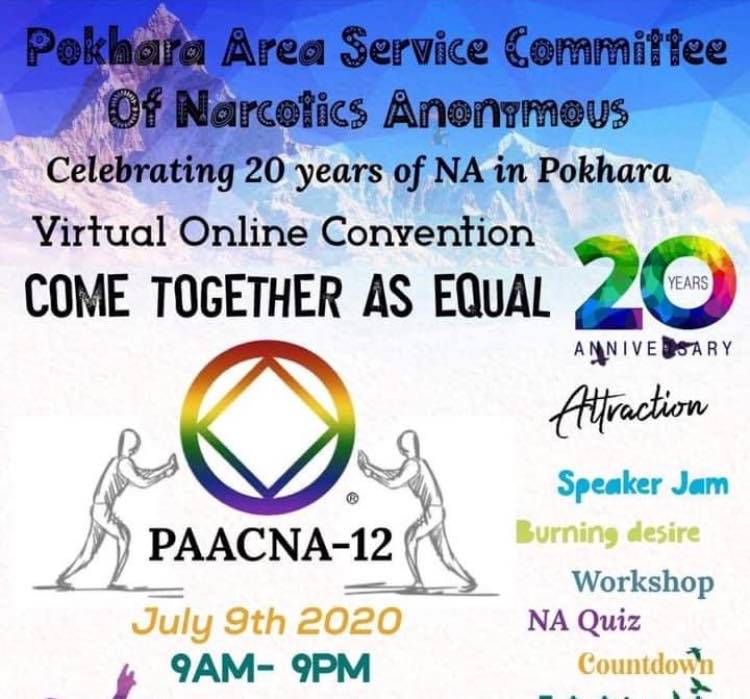 Pokhara Area Service Committee
Of Narcotics Anonymous
Celebrating 20 years of NA in Pokhara
Virtual Online Convention
COME TOGETHER AS EQUAL
20
YEARS
ANNIVERSARY
Attraction
®
PAACNA-12
July 9th 2020
9AM- 9PM
Speaker Jam
Burning desire
Workshop
NA Quiz
Countdown